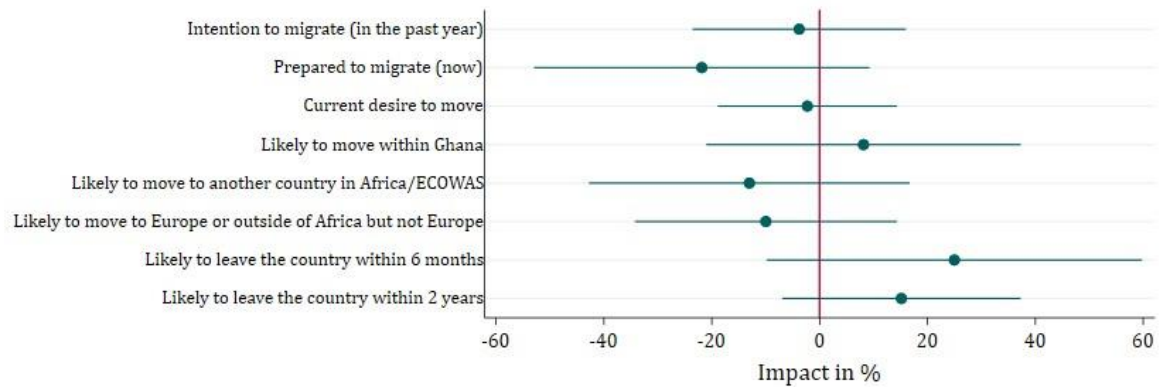 Intention to migrate (in the past year)
Prepared to migrate (now)
Current desire to move
Likely to move within Ghana
Likely to move to another country in Africa/ECOWAS
Likely to move to Europe or outside of Africa but not Europe
Likely to leave the country within 6 months
Likely to leave the country within 2 years
-60 -40 -20 0 20 40 60
Impact in %